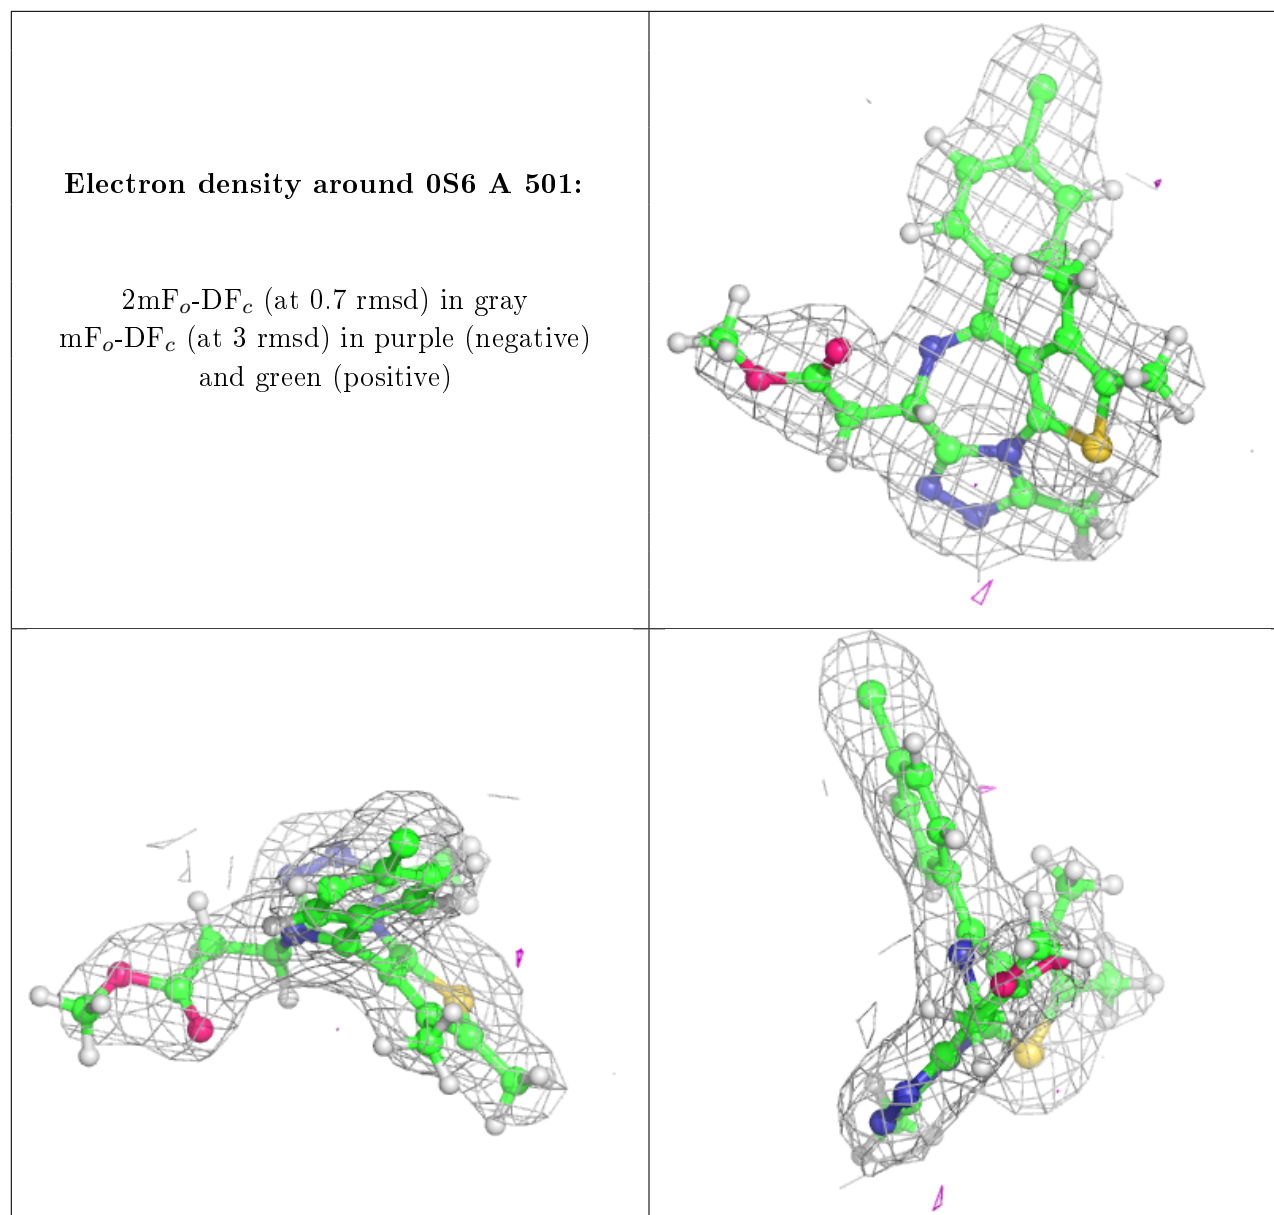 Electron density around 0S6 A 501:
2mFo-DFc (at 0.7 rmsd) in gray
mFo-DFc (at 3 rmsd) in purple (negative)
and green (positive)